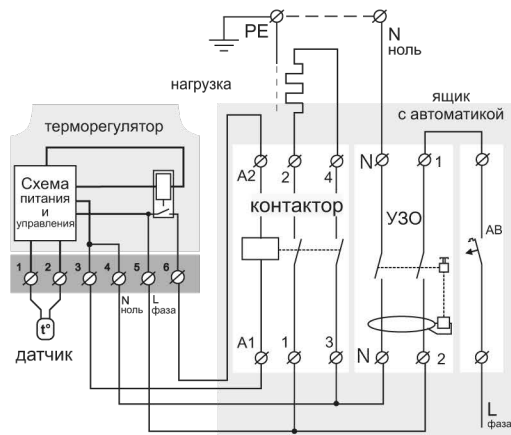 PE
N
ноль
нагрузка
ящик
с автоматикой
терморегулятор
Схема
питания
и
управления
A2
2
4
N
1
контактор
УЗО
АВ
1
2
3
4
5
6
N
ноль
L
фаза
t°
датчик
A1
1
3
N
2
L
фаза